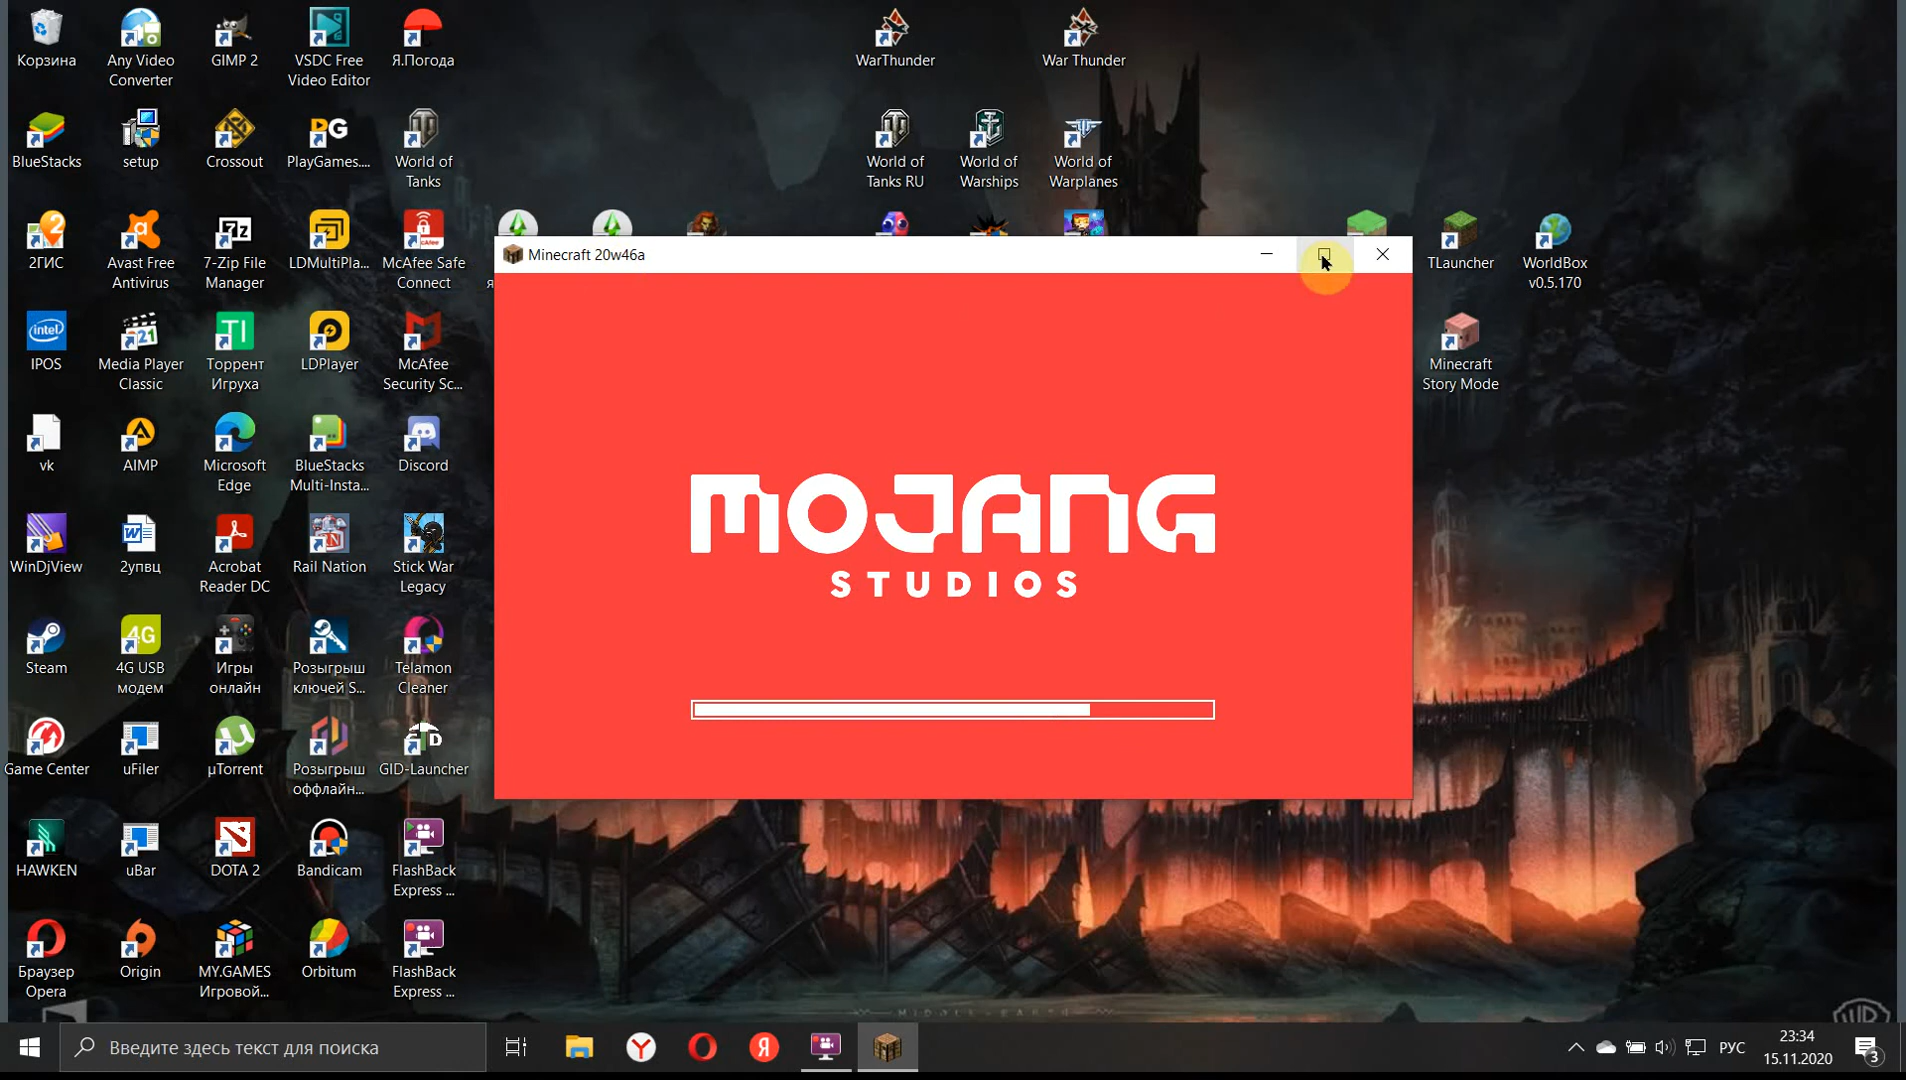 Корзина
Any Video
Converter
GIMP 2
VSDC Free
Video Editor
Я.Погода
WarThunder
War Thunder
BlueStacks
setup
Crossout
PlayGames....
World of
Tanks
World of
Tanks RU
World of
Warships
World of
Warplanes
2ГИС
Avast Free
Antivirus
7-Zip File
Manager
LDMultiPla...
McAfee Safe
Connect
TLauncher
WorldBox
v0.5.170
Minecraft 20w46a
IPOS
Media Player
Classic
Торрент
Игруха
LDPlayer
McAfee
Security Sc...
Minecraft
Story Mode
vk
AIMP
Microsoft
Edge
BlueStacks
Multi-Insta...
Discord
MOJANG
STUDIOS
WinDjView
2упвц
Acrobat
Reader DC
Rail Nation
Stick War
Legacy
Steam
4G USB
модем
Игры
онлайн
Розыгрыш
ключей S...
Telamon
Cleaner
Game Center
uFiler
µTorrent
Розыгрыш
оффлайн...
GID-Launcher
HAWKEN
uBar
DOTA 2
Bandicam
FlashBack
Express ...
Браузер
Opera
Origin
MY.GAMES
Игровой...
Orbitum
FlashBack
Express ...
MIDDLE-EARTH
Введите здесь текст для поиска
РУС
23:34
15.11.2020
3